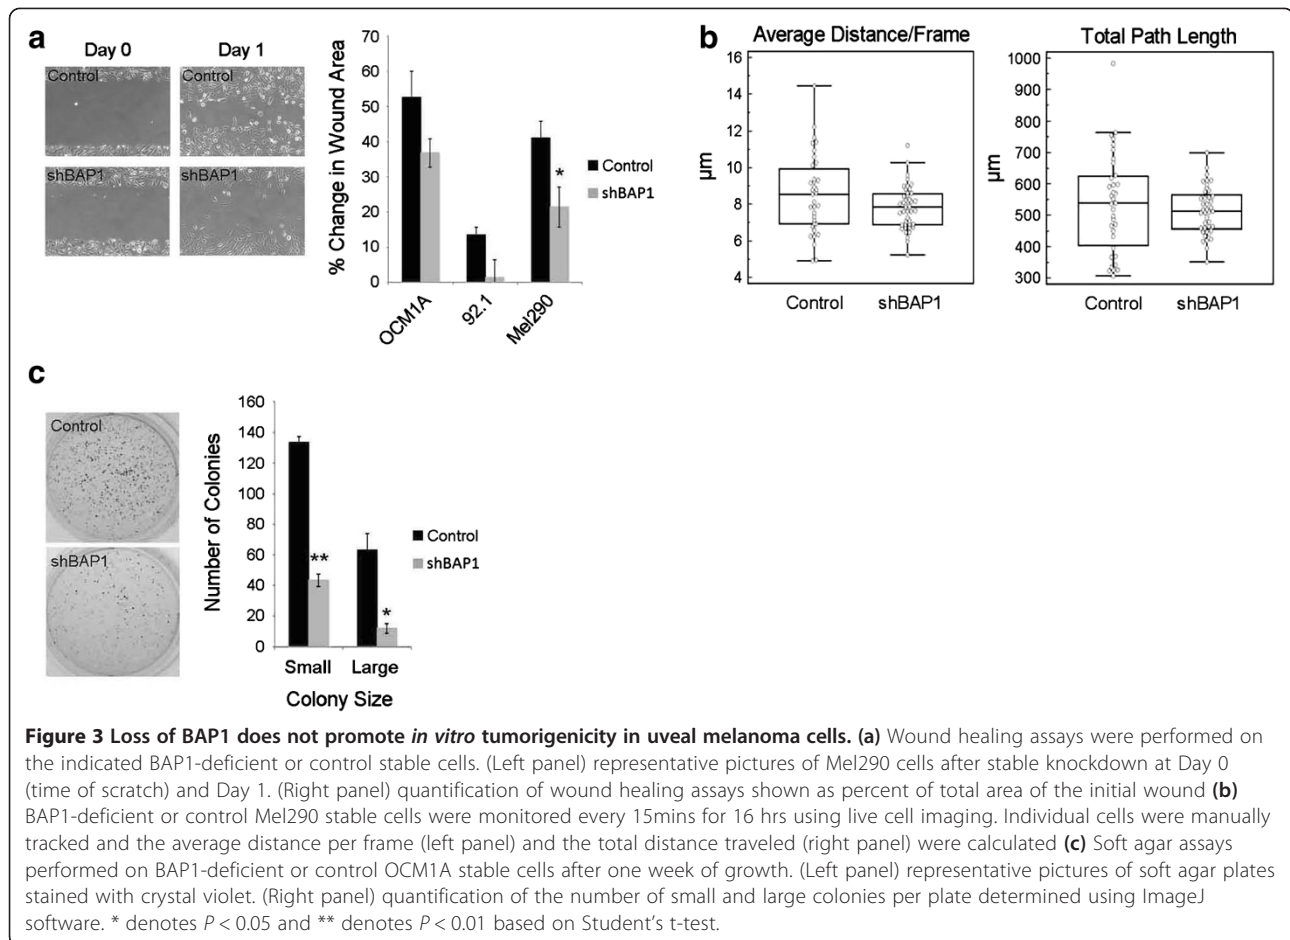 a
Day 0
Day 1
Control
Control
shBAP1
shBAP1
% Change in Wound Area
70
60
50
40
30
20
10
0
*
OCM1A
92.1
Mel290
Control
shBAP1
b
Average Distance/Frame
µm
16
14
12
10
8
6
4
Control
shBAP1
Total Path Length
µm
1000
900
800
700
600
500
400
300
Control
shBAP1
c
Control
shBAP1
Number of Colonies
160
140
120
100
80
60
40
20
0
**
*
Small
Large
Colony Size
Control
shBAP1
Figure 3 Loss of BAP1 does not promote in vitro tumorigenicity in uveal melanoma cells. (a) Wound healing assays were performed on
the indicated BAP1-deficient or control stable cells. (Left panel) representative pictures of Mel290 cells after stable knockdown at Day 0
(time of scratch) and Day 1. (Right panel) quantification of wound healing assays shown as percent of total area of the initial wound (b)
BAP1-deficient or control Mel290 stable cells were monitored every 15mins for 16 hrs using live cell imaging. Individual cells were manually
tracked and the average distance per frame (left panel) and the total distance traveled (right panel) were calculated (c) Soft agar assays
performed on BAP1-deficient or control OCM1A stable cells after one week of growth. (Left panel) representative pictures of soft agar plates
stained with crystal violet. (Right panel) quantification of the number of small and large colonies per plate determined using ImageJ
software. * denotes P < 0.05 and ** denotes P < 0.01 based on Student's t-test.